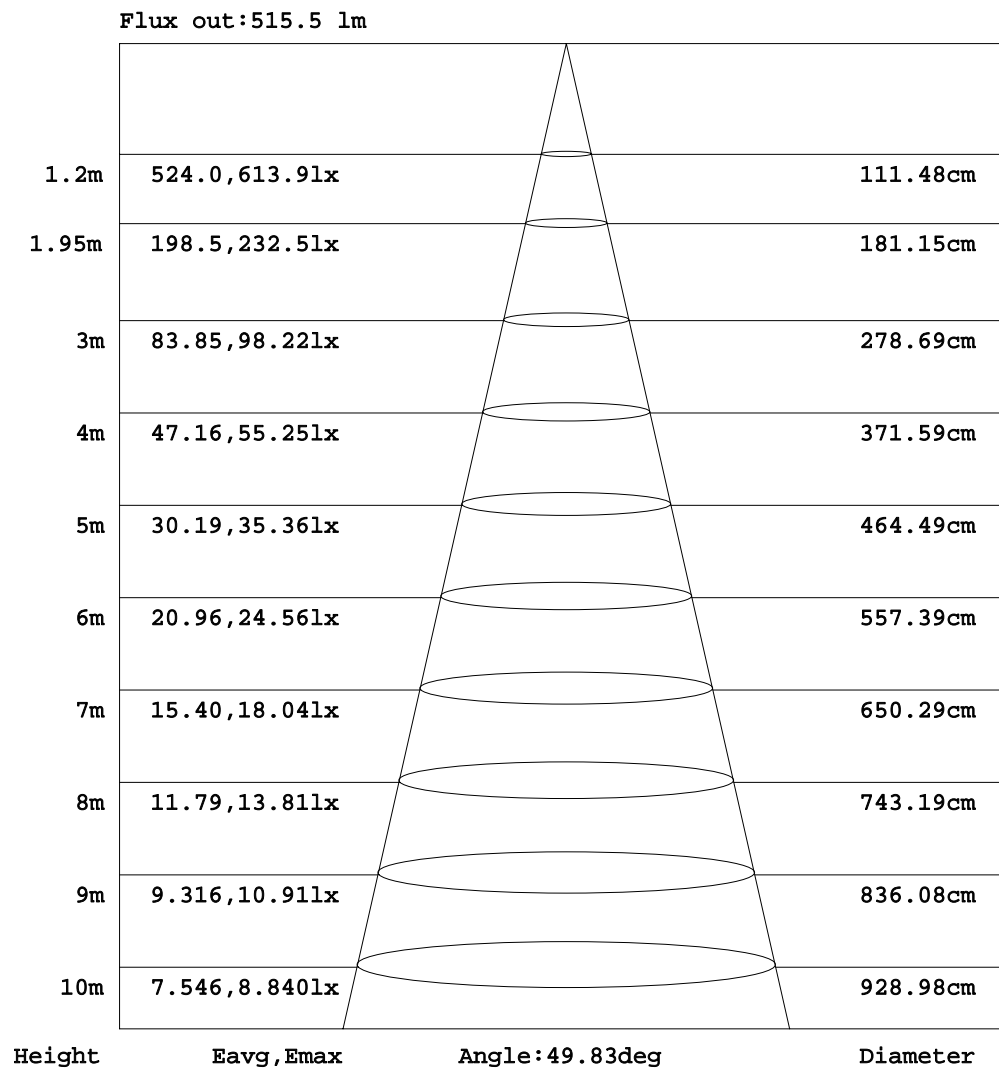 Flux out:515.5 lm
1.2m 524.0,613.9lx 111.48cm
1.95m 198.5,232.5lx 181.15cm
3m 83.85,98.22lx 278.69cm
4m 47.16,55.25lx 371.59cm
5m 30.19,35.36lx 464.49cm
6m 20.96,24.56lx 557.39cm
7m 15.40,18.04lx 650.29cm
8m 11.79,13.81lx 743.19cm
9m 9.316,10.91lx 836.08cm
10m 7.546,8.840lx 928.98cm
Height Eavg,Emax Angle:49.83deg Diameter